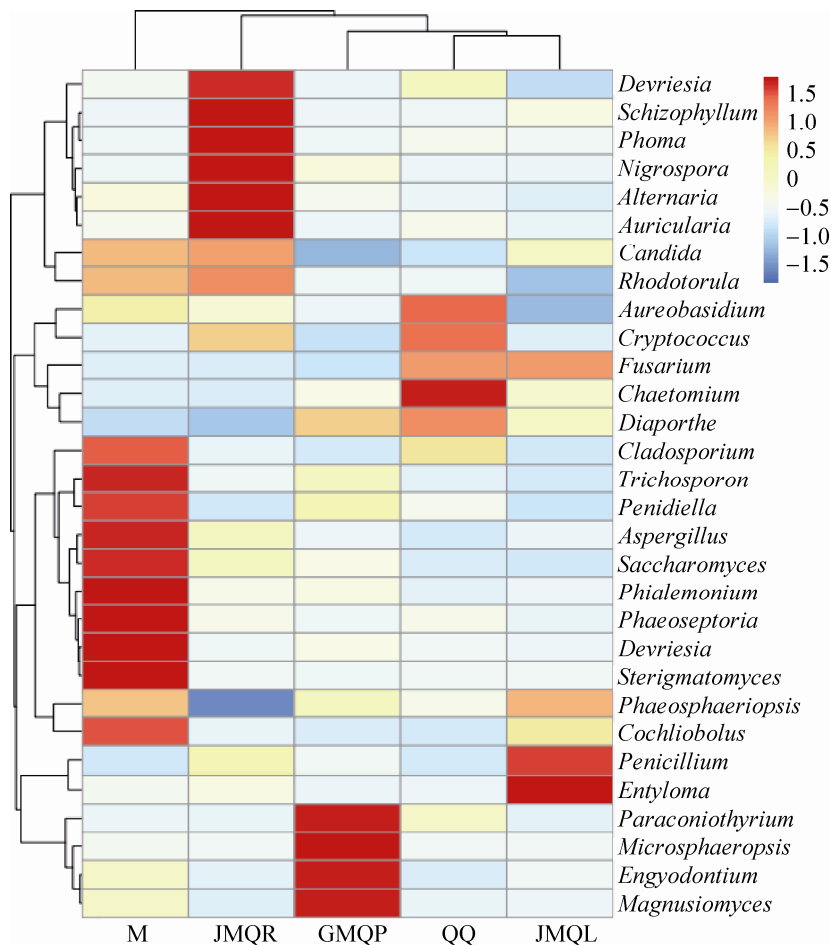 Devriesia
Schizophyllum
Phoma
Nigrospora
Alternaria
Auricularia
Candida
Rhodotorula
Aureobasidium
Cryptococcus
Fusarium
Chaetomium
Diaporthe
Cladosporium
Trichosporon
Penidiella
Aspergillus
Saccharomyces
Phialemonium
Phaeoseptoria
Devriesia
Sterigmatomyces
Phaeosphaeriopsis
Cochliobolus
Penicillium
Entyloma
Paraconiothyrium
Microsphaeropsis
Engyodontium
Magnusiomyces
1.5
1.0
0.5
0
−0.5
−1.0
−1.5
M JMQR GMQP QQ JMQL